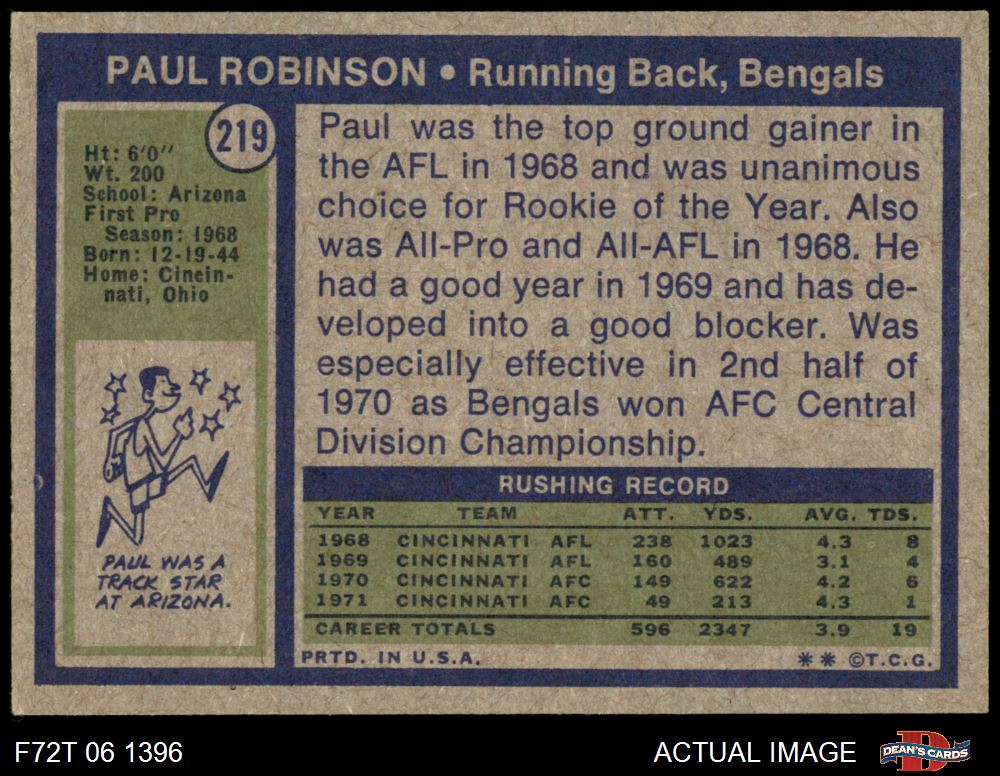 PAUL ROBINSON • Running Back, Bengals
219
Ht: 6'0"
Wt. 200
School: Arizona
First Pro
Season: 1968
Born: 12-19-44
Home: Cincin-
nati, Ohio
PAUL WAS A
TRACK STAR
AT ARIZONA.
Paul was the top ground gainer in
the AFL in 1968 and was unanimous
choice for Rookie of the Year. Also
was All-Pro and All-AFL in 1968. He
had a good year in 1969 and has de-
veloped into a good blocker. Was
especially effective in 2nd half of
1970 as Bengals won AFC Central
Division Championship.
RUSHING RECORD
YEAR TEAM ATT. YDS. AVG. TDS.
1968 CINCINNATI AFL 238 1023 4.3 8
1969 CINCINNATI AFL 160 489 3.1 4
1970 CINCINNATI AFC 149 622 4.2 6
1971 CINCINNATI AFC 49 213 4.3 1
CAREER TOTALS 596 2347 3.9 19
PRTD. IN U.S.A. ** ©T.C.G.
F72T 06 1396 ACTUAL IMAGE D DEAN'S CARDS